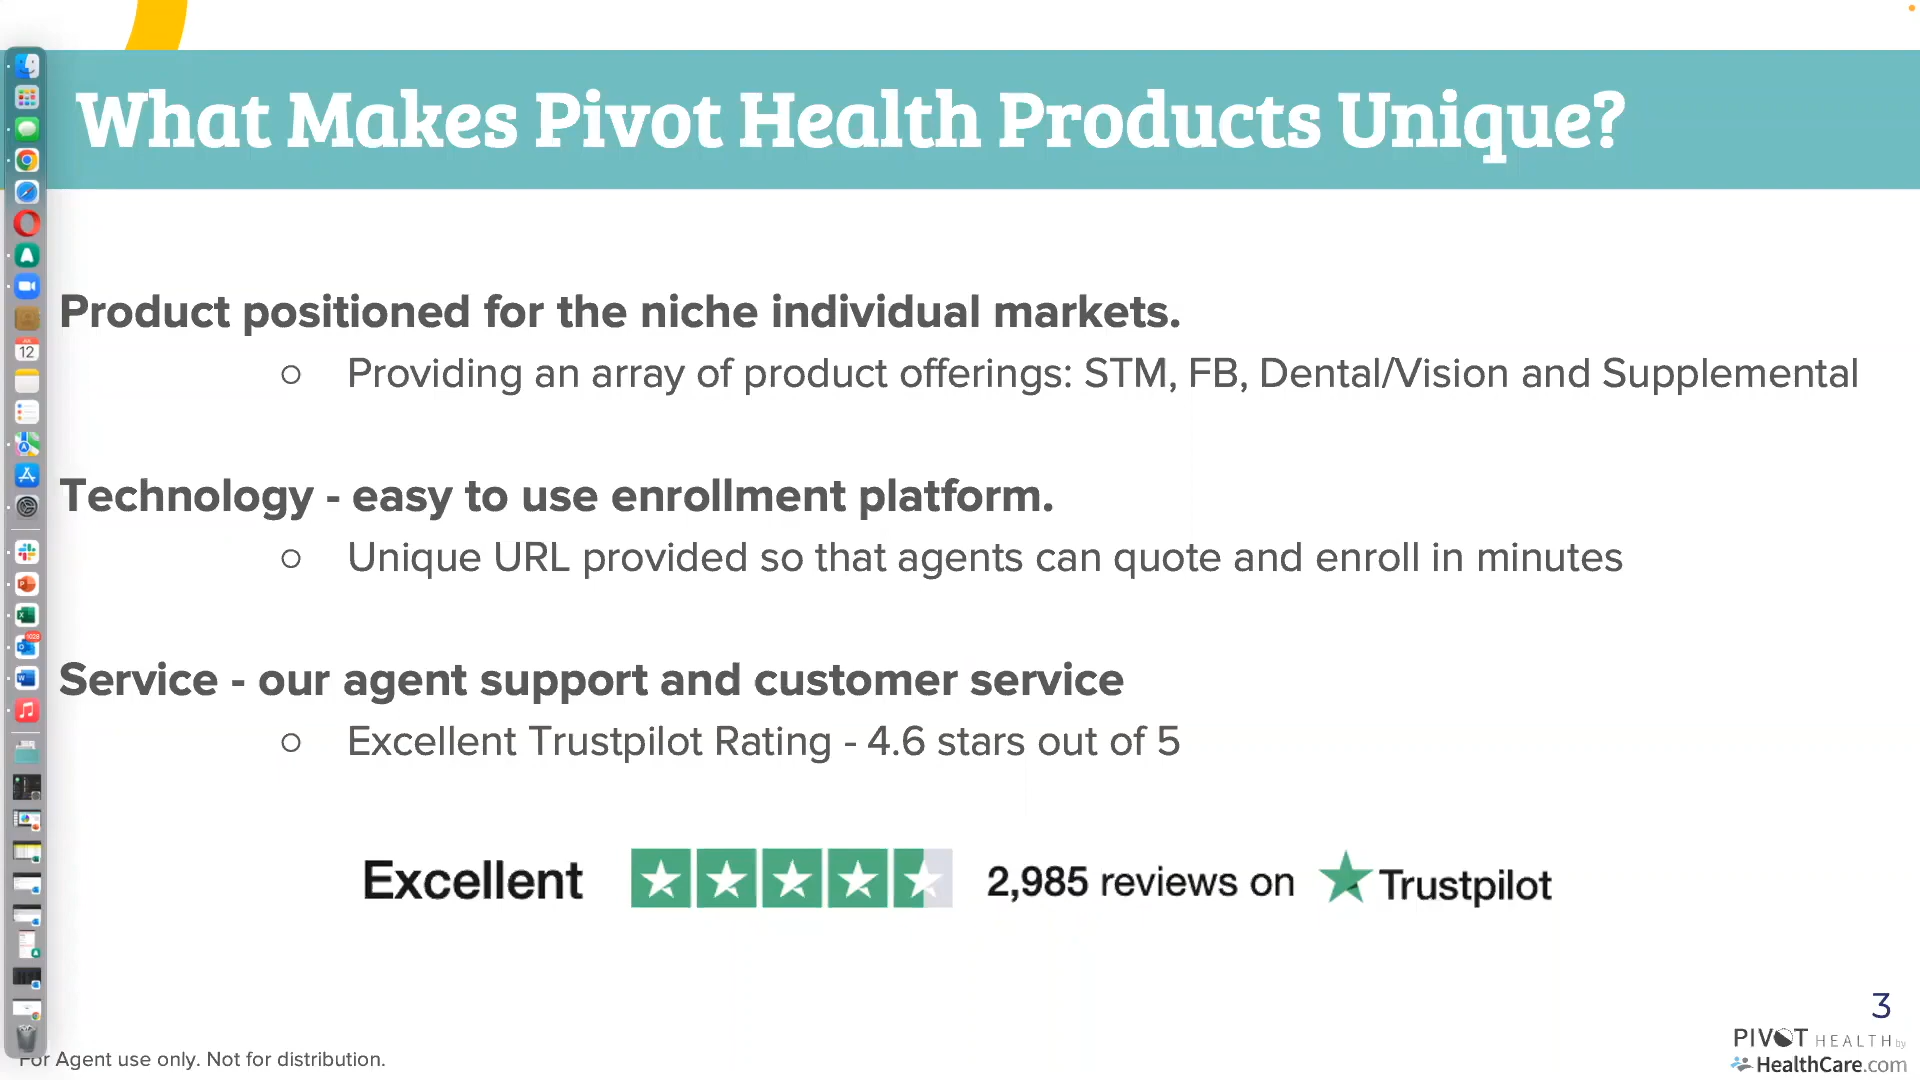 What Makes Pivot Health Products Unique?
Product positioned for the niche individual markets.
○ Providing an array of product offerings: STM, FB, Dental/Vision and Supplemental
Technology - easy to use enrollment platform.
○ Unique URL provided so that agents can quote and enroll in minutes
Service - our agent support and customer service
○ Excellent Trustpilot Rating - 4.6 stars out of 5
Excellent 2,985 reviews on Trustpilot
12
3
PIVOT HEALTH by
HealthCare.com
For Agent use only. Not for distribution.